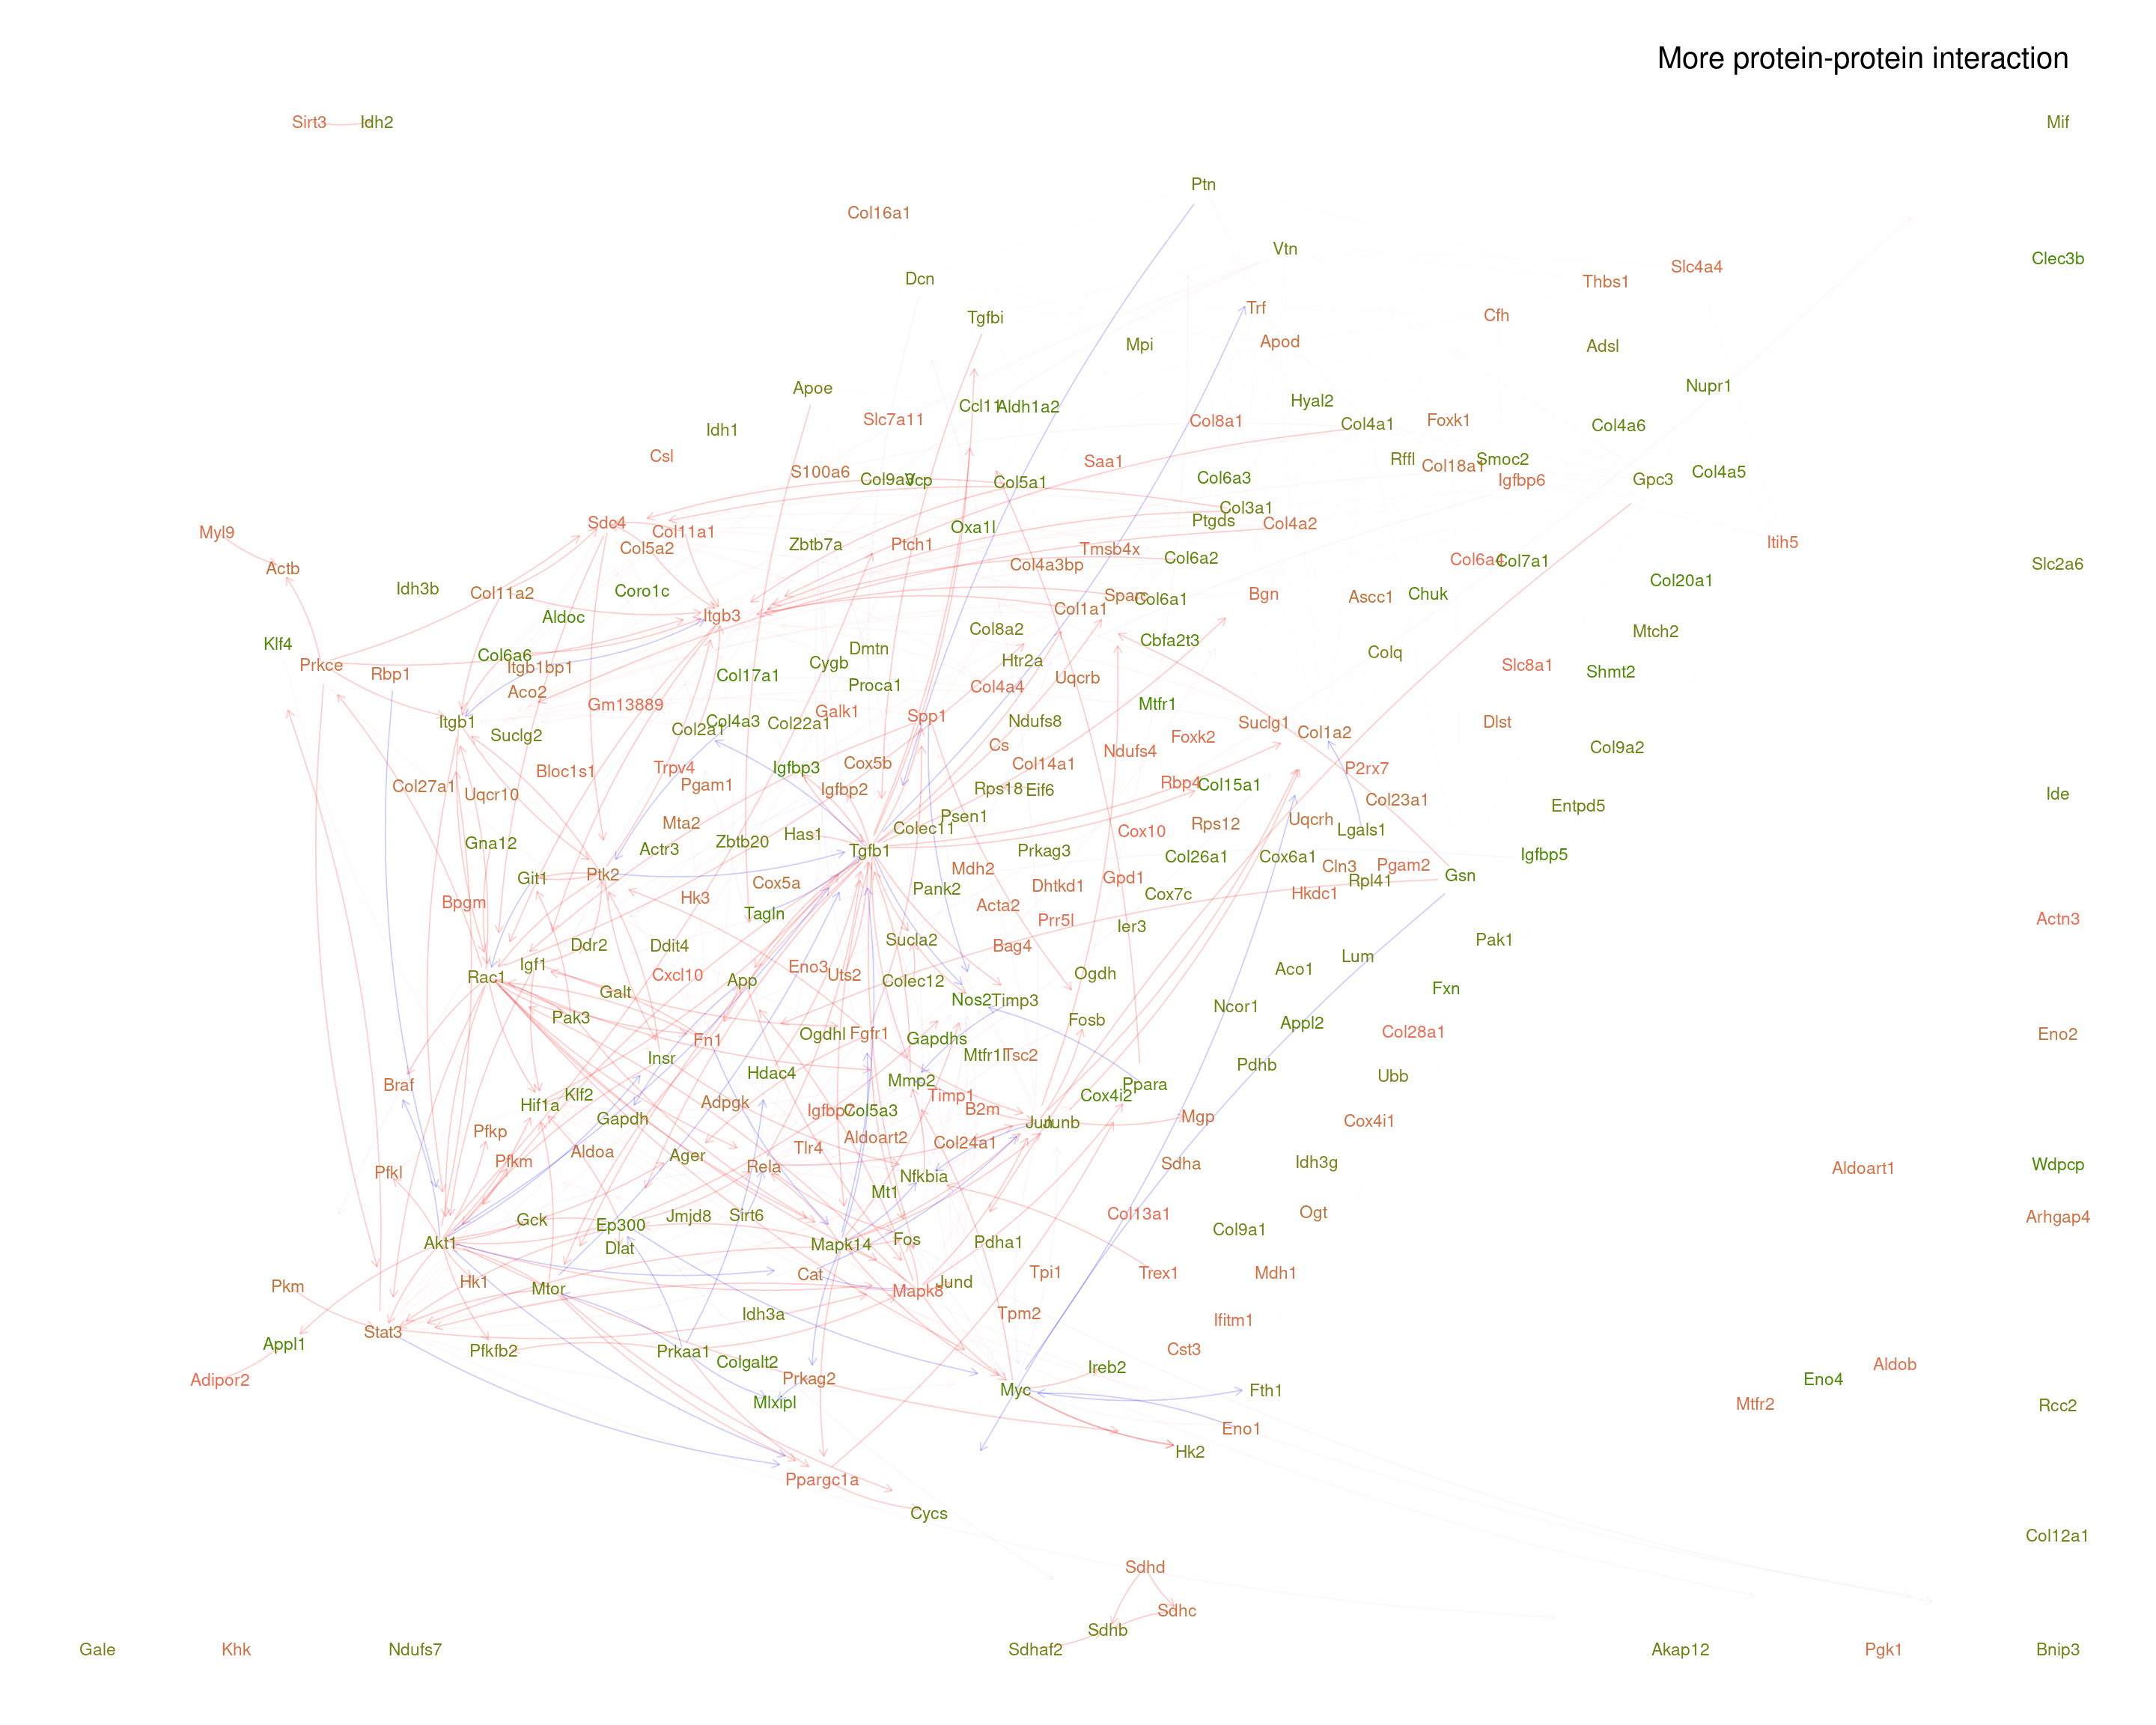 More protein-protein interaction
Sirt3
Idh2
Mif
Ptn
Col16a1
Vtn
Clec3b
Slc4a4
Dcn
Thbs1
Trf
Cfh
Tgfbi
Apod
Mpi
Adsl
Nupr1
Apoe
Hyal2
Ccl11
Aldh1a2
Slc7a11
Col8a1
Foxk1
Col4a1
Col4a6
Idh1
Csl
Saa1
Rffl
Smoc2
Col18a1
S100a6
Col4a5
Col6a3
Col9a3
Vcp
Col5a1
Igfbp6
Gpc3
Col3a1
Ptgds
Sdc4
Col4a2
Oxa1l
Myl9
Col11a1
Itih5
Zbtb7a
Ptch1
Col5a2
Tmsb4x
Col6a2
Col6a4
Col7a1
Slc2a6
Col4a3bp
Actb
Col20a1
Idh3b
Coro1c
Col11a2
Chuk
Bgn
Sparc
Ascc1
Col6a1
Col1a1
Itgb3
Aldoc
Col8a2
Mtch2
Klf4
Cbfa2t3
Dmtn
Colq
Col6a6
Htr2a
Cygb
Prkce
Itgb1bp1
Slc8a1
Rbp1
Shmt2
Col17a1
Uqcrb
Proca1
Col4a4
Aco2
Gm13889
Mtfr1
Galk1
Spp1
Itgb1
Col4a3
Col22a1
Ndufs8
Suclg1
Dlst
Col2a1
Col1a2
Suclg2
Foxk2
Cs
Col9a2
Ndufs4
Cox5b
Col14a1
Bloc1s1
Trpv4
Igfbp3
P2rx7
Rbp4
Col15a1
Col27a1
Pgam1
Igfbp2
Rps18
Eif6
Uqcr10
Ide
Col23a1
Entpd5
Psen1
Uqcrh
Mta2
Rps12
Colec11
Lgals1
Cox10
Has1
Gna12
Zbtb20
Actr3
Tgfb1
Prkag3
Igfbp5
Col26a1
Cox6a1
Cln3
Pgam2
Mdh2
Ptk2
Gsn
Git1
Gpd1
Rpl41
Cox5a
Dhtkd1
Pank2
Hkdc1
Cox7c
Hk3
Bpgm
Acta2
Tagln
Prr5l
Actn3
Ier3
Sucla2
Pak1
Ddr2
Ddit4
Bag4
Lum
Igf1
Eno3
Aco1
Rac1
Cxcl10
Uts2
Ogdh
App
Colec12
Fxn
Galt
Nos2
Timp3
Ncor1
Pak3
Fosb
Appl2
Ogdhl
Fgfr1
Col28a1
Eno2
Gapdhs
Fn1
Mtfr1l
Tsc2
Insr
Pdhb
Hdac4
Ubb
Mmp2
Braf
Ppara
Klf2
Timp1
Cox4i2
Adpgk
Hif1a
Igfbp7
Col5a3
B2m
Gapdh
Mgp
Jun
Junb
Cox4i1
Pfkp
Aldoart2
Col24a1
Tlr4
Aldoa
Ager
Pfkm
Idh3g
Sdha
Wdpcp
Rela
Aldoart1
Pfkl
Nfkbia
Mt1
Col13a1
Ogt
Arhgap4
Jmjd8
Sirt6
Gck
Ep300
Col9a1
Fos
Akt1
Pdha1
Mapk14
Dlat
Tpi1
Trex1
Mdh1
Cat
Hk1
Jund
Pkm
Mtor
Mapk8
Idh3a
Tpm2
Ifitm1
Stat3
Appl1
Pfkfb2
Prkaa1
Cst3
Colgalt2
Ireb2
Aldob
Adipor2
Prkag2
Eno4
Myc
Fth1
Mlxipl
Mtfr2
Rcc2
Eno1
Hk2
Ppargc1a
Cycs
Col12a1
Sdhd
Sdhc
Sdhb
Gale
Khk
Ndufs7
Sdhaf2
Akap12
Pgk1
Bnip3